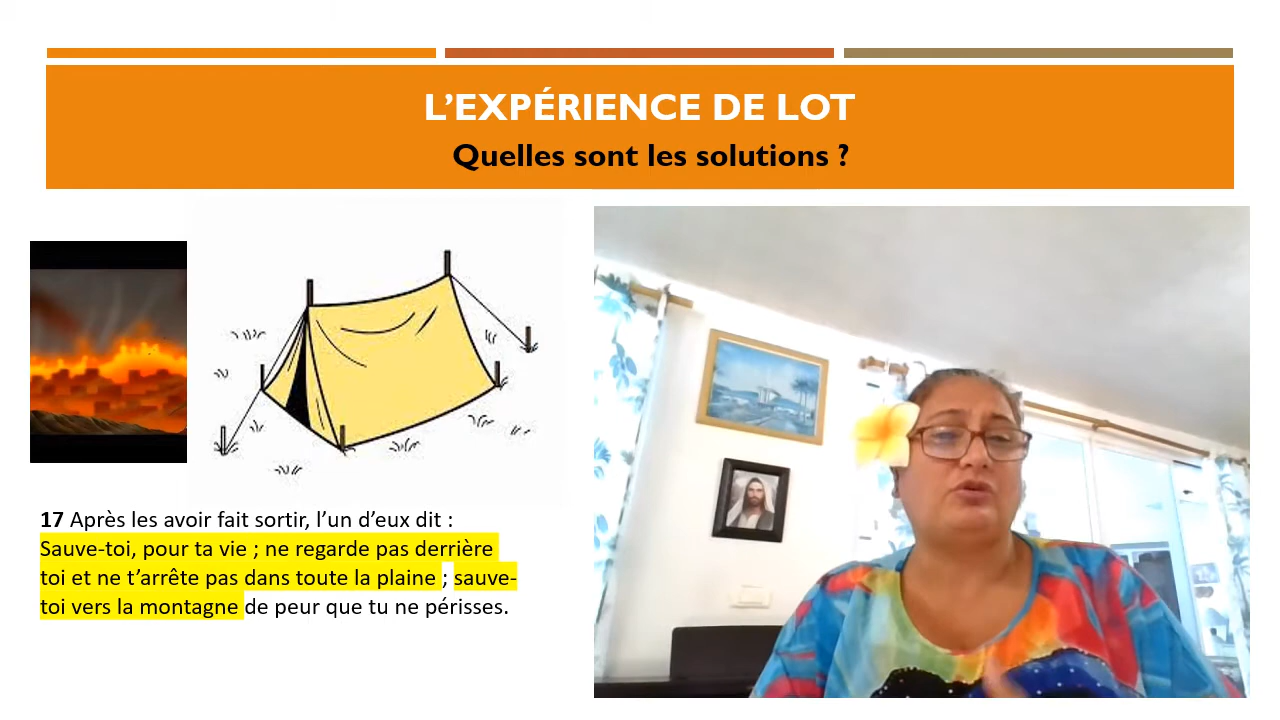 L’EXPÉRIENCE DE LOT
Quelles sont les solutions ?
17 Après les avoir fait sortir, l’un d’eux dit :
Sauve-toi, pour ta vie ; ne regarde pas derrière
toi et ne t’arrête pas dans toute la plaine ; sauve-
toi vers la montagne de peur que tu ne périsses.